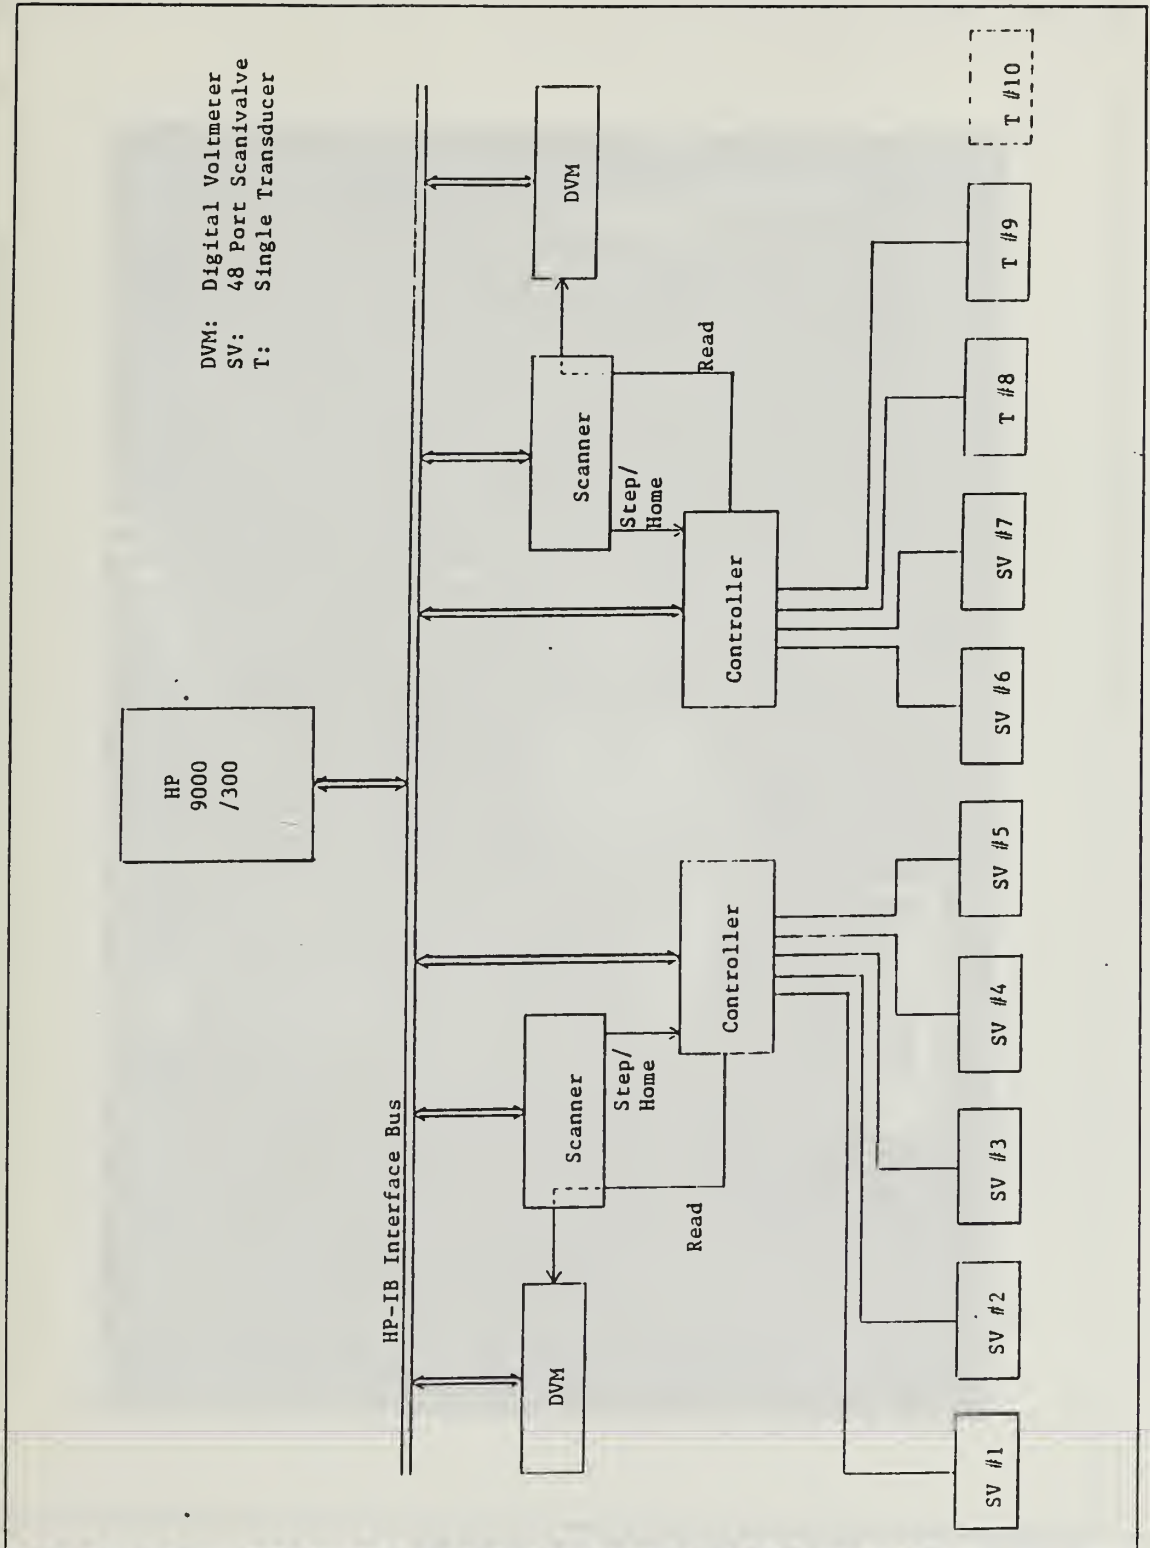 DVM: Digital Voltmeter
SV: 48 Port Scanivalve
T: Single Transducer
HP
9000
/300
HP-IB Interface Bus
DVM
Scanner
Step/
Home
Read
Controller
Controller
Scanner
Step/
Home
Read
DVM
SV #1
SV #2
SV #3
SV #4
SV #5
SV #6
SV #7
T #8
T #9
T #10